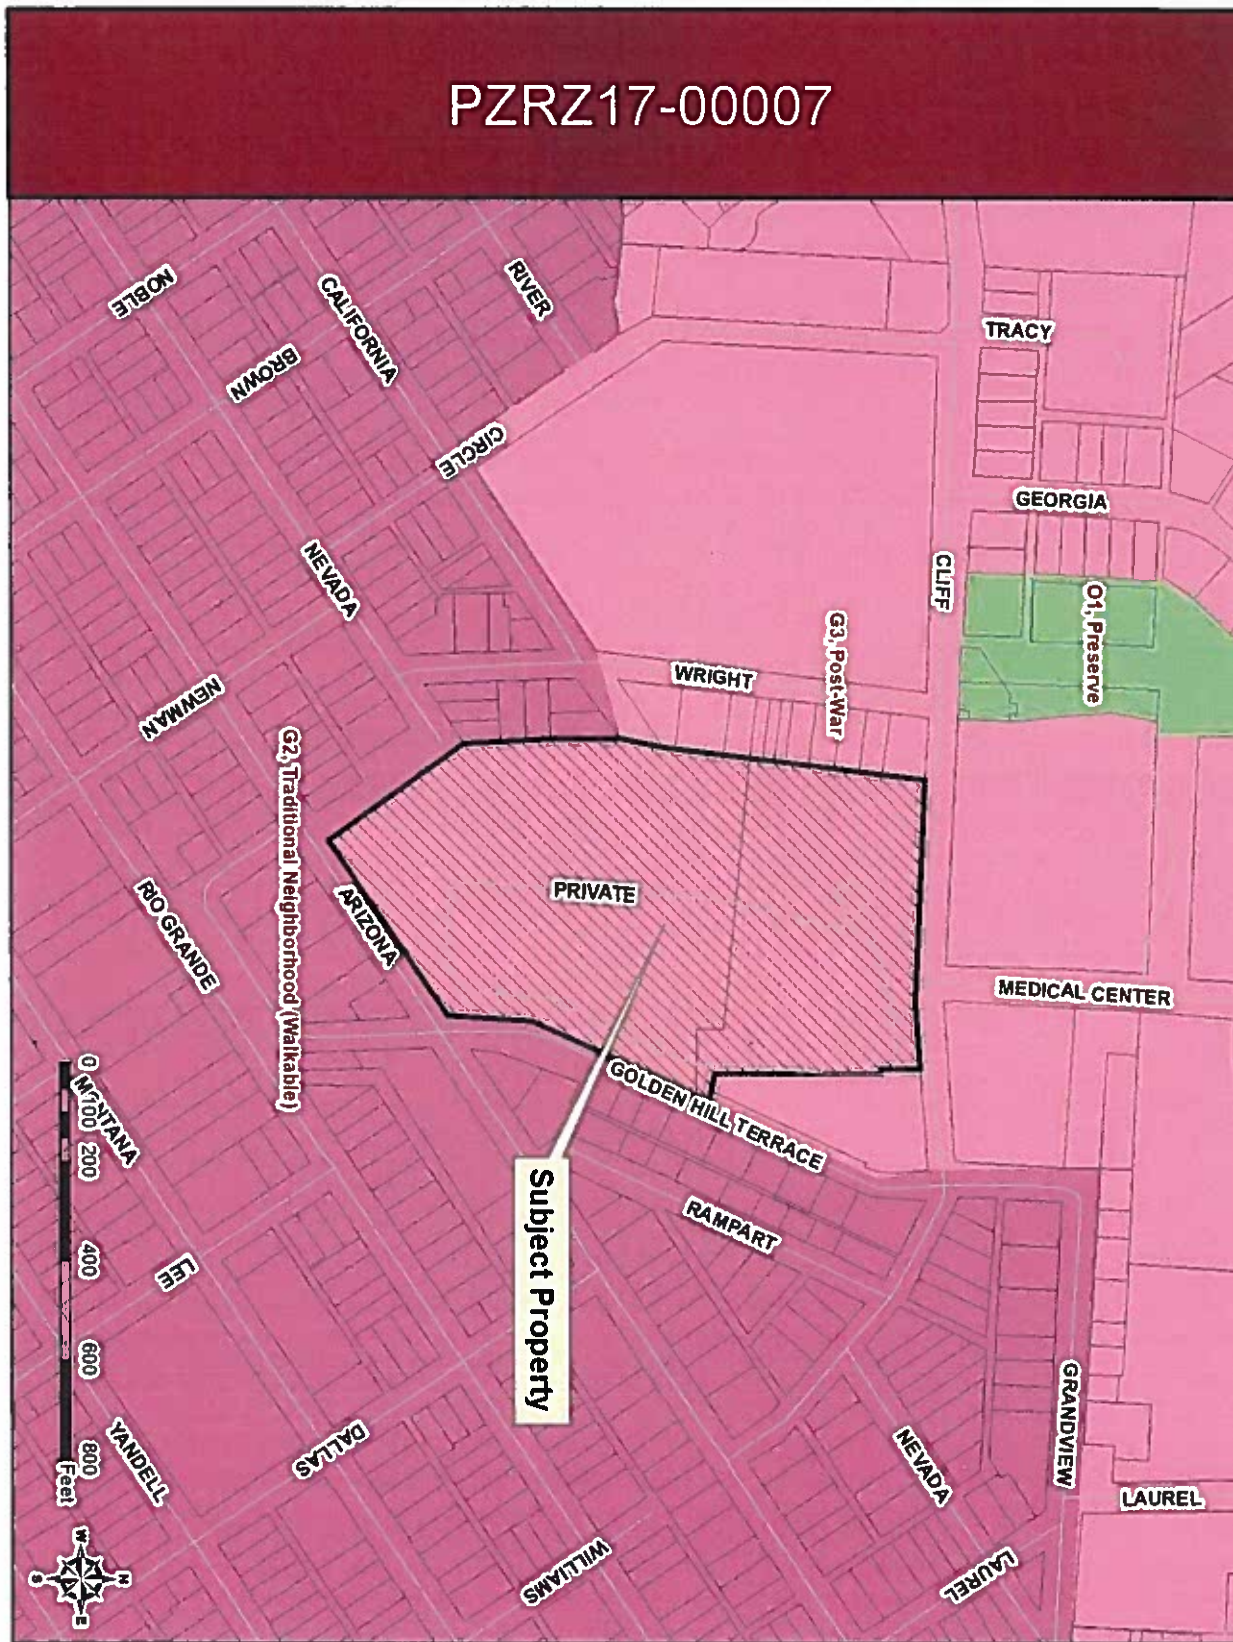 PZRZ17-00007
NOBLE
CALIFORNIA
RIVER
TRACY
BROWN
CIRCLE
GEORGIA
NEVADA
CLIFF
O1, Preserve
G3, Post-War
WRIGHT
NEWMAN
G2, Traditional Neighborhood (Walkable)
RIO GRANDE
ARIZONA
PRIVATE
MEDICAL CENTER
GOLDEN HILL TERRACE
MONTANA
RAMPART
Subject Property
LEE
GRANDVIEW
DALLAS
YANDELL
NEVADA
LAUREL
WILLIAMS
LAUREL
0 100 200 400 600 800
Feet
N
W
E
S